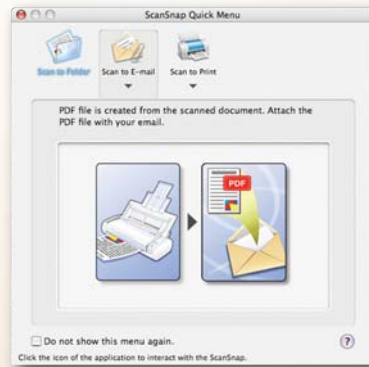 ScanSnap Quick Menu
Scan to Folder
Scan to E-mail
Scan to Print
PDF file is created from the scanned document. Attach the
PDF file with your email.
PDF
Do not show this menu again.
?
Click the icon of the application to interact with the ScanSnap.